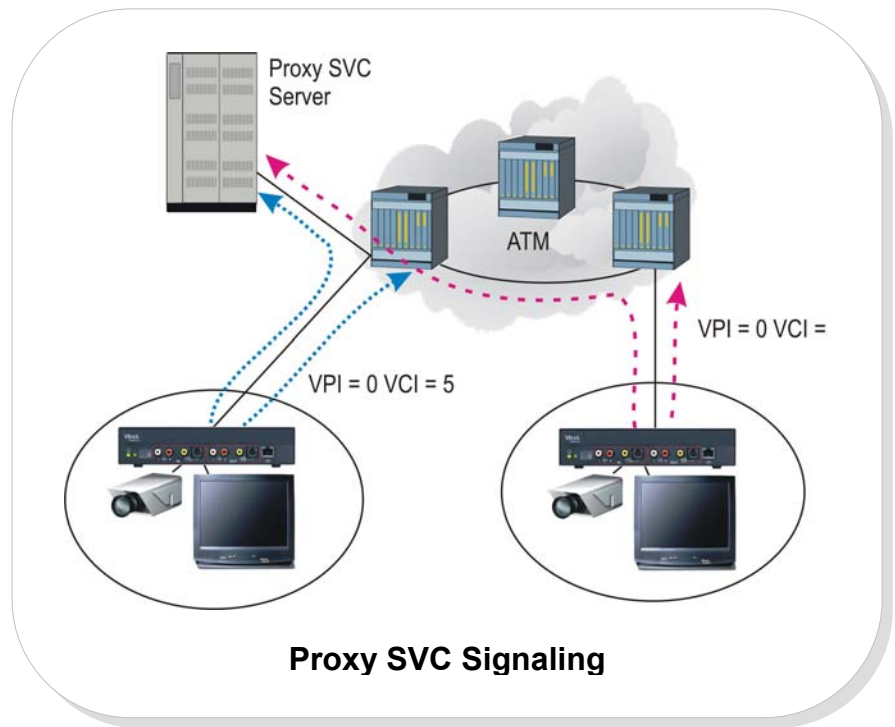 Proxy SVC
Server
ATM
VPI = 0 VCI =
VPI = 0 VCI = 5
Proxy SVC Signaling